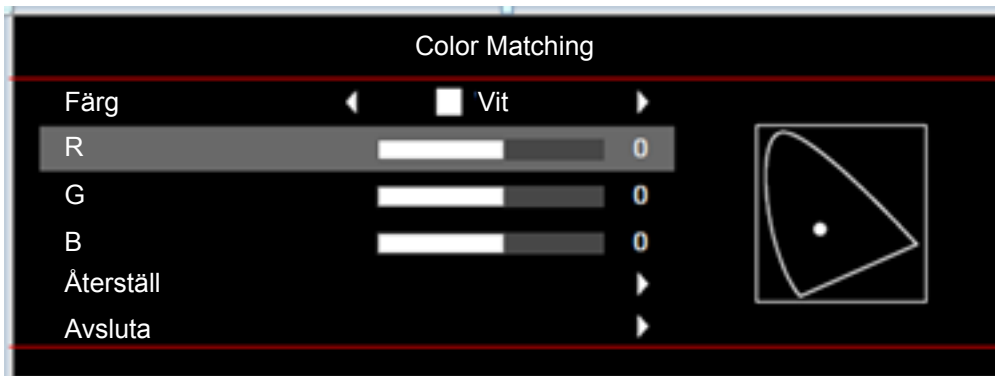 Color Matching
Färg Vit
R 0
G 0
B 0
Återställ
Avsluta